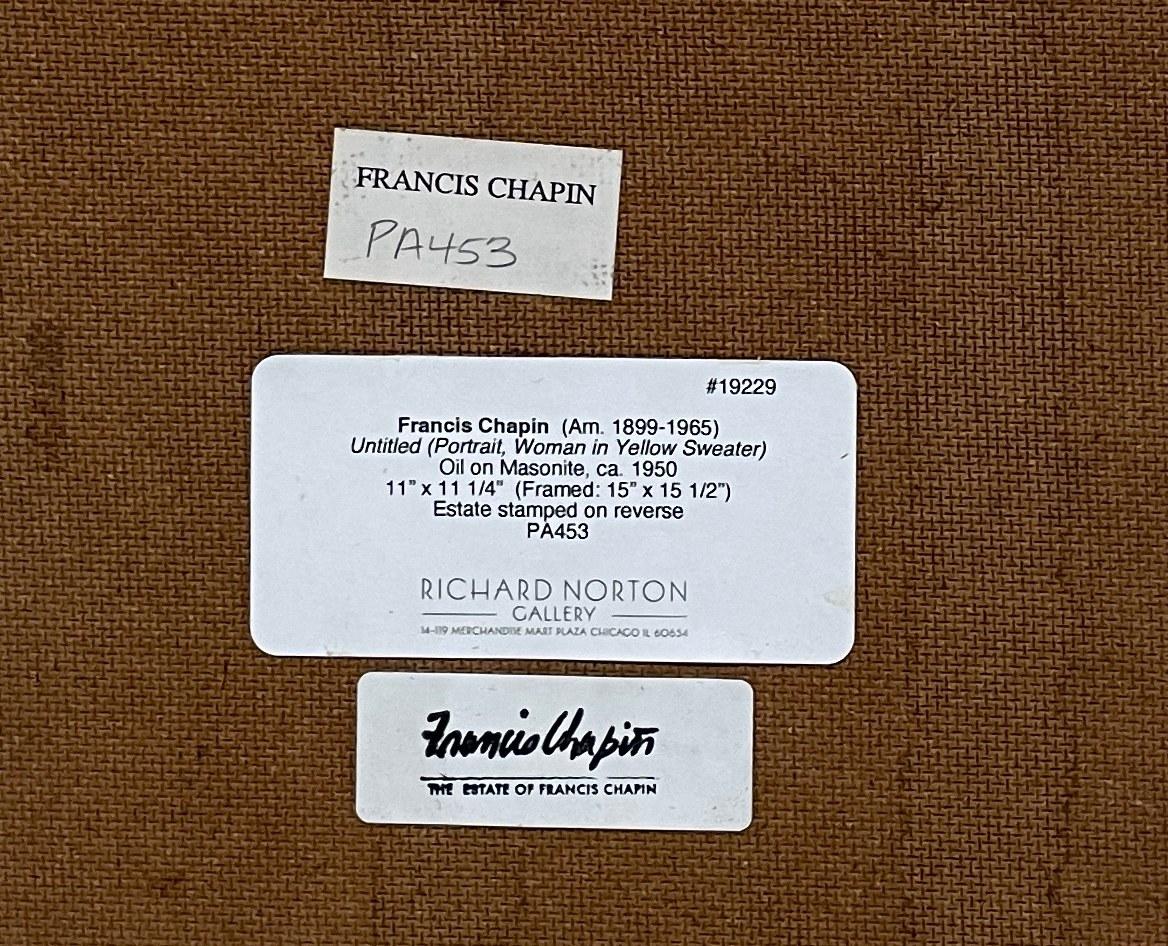 FRANCIS CHAPIN
PA453
#19229
Francis Chapin (Am. 1899-1965)
Untitled (Portrait, Woman in Yellow Sweater)
Oil on Masonite, ca. 1950
11” x 11 1/4” (Framed: 15” x 15 1/2”)
Estate stamped on reverse
PA453
RICHARD NORTON
GALLERY
14-119 MERCHANDISE MART PLAZA CHICAGO IL 60654
Francis Chapin
THE ESTATE OF FRANCIS CHAPIN